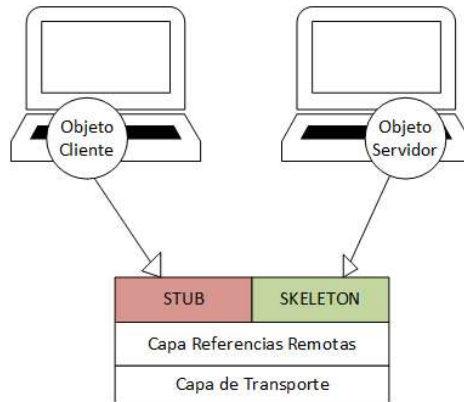 Objeto
Cliente
Objeto
Servidor
STUB
SKELETON
Capa Referencias Remotas
Capa de Transporte